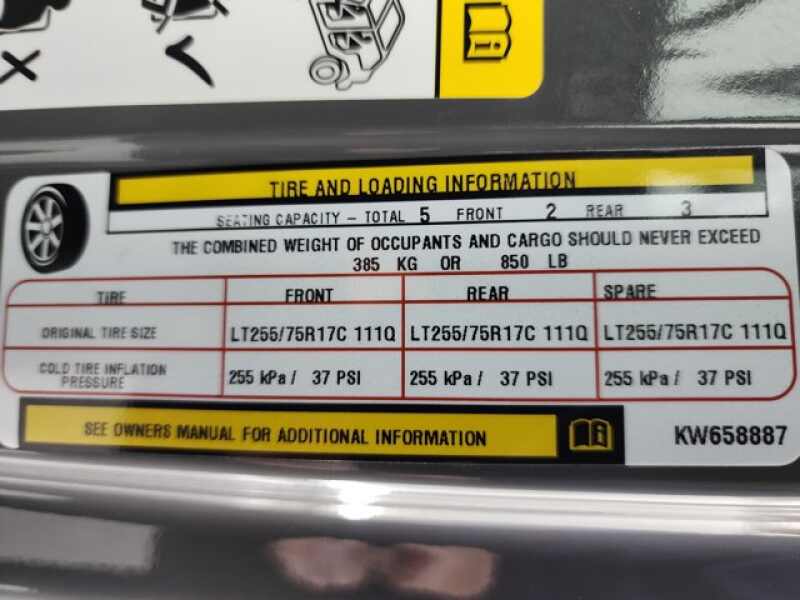 TIRE AND LOADING INFORMATION
SEATING CAPACITY – TOTAL 5 FRONT 2 REAR 3
THE COMBINED WEIGHT OF OCCUPANTS AND CARGO SHOULD NEVER EXCEED
385 KG OR 850 LB
TIRE FRONT REAR SPARE
ORIGINAL TIRE SIZE LT255/75R17C 111Q LT255/75R17C 111Q LT255/75R17C 111Q
COLD TIRE INFLATION
PRESSURE 255 kPa / 37 PSI 255 kPa / 37 PSI 255 kPa / 37 PSI
SEE OWNERS MANUAL FOR ADDITIONAL INFORMATION
KW658887